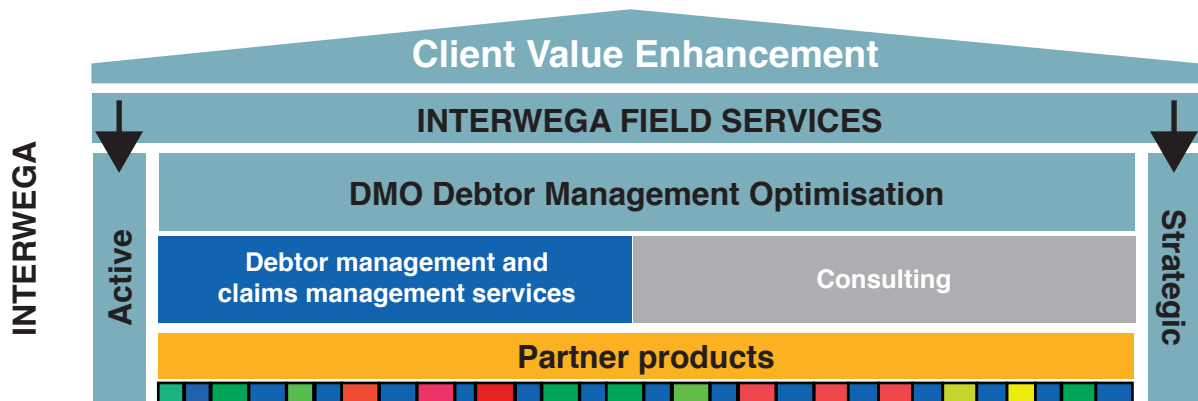 Client Value Enhancement
INTERWEGA FIELD SERVICES
INTERWEGA
Active
DMO Debtor Management Optimisation
Strategic
Debtor management and
claims management services
Consulting
Partner products